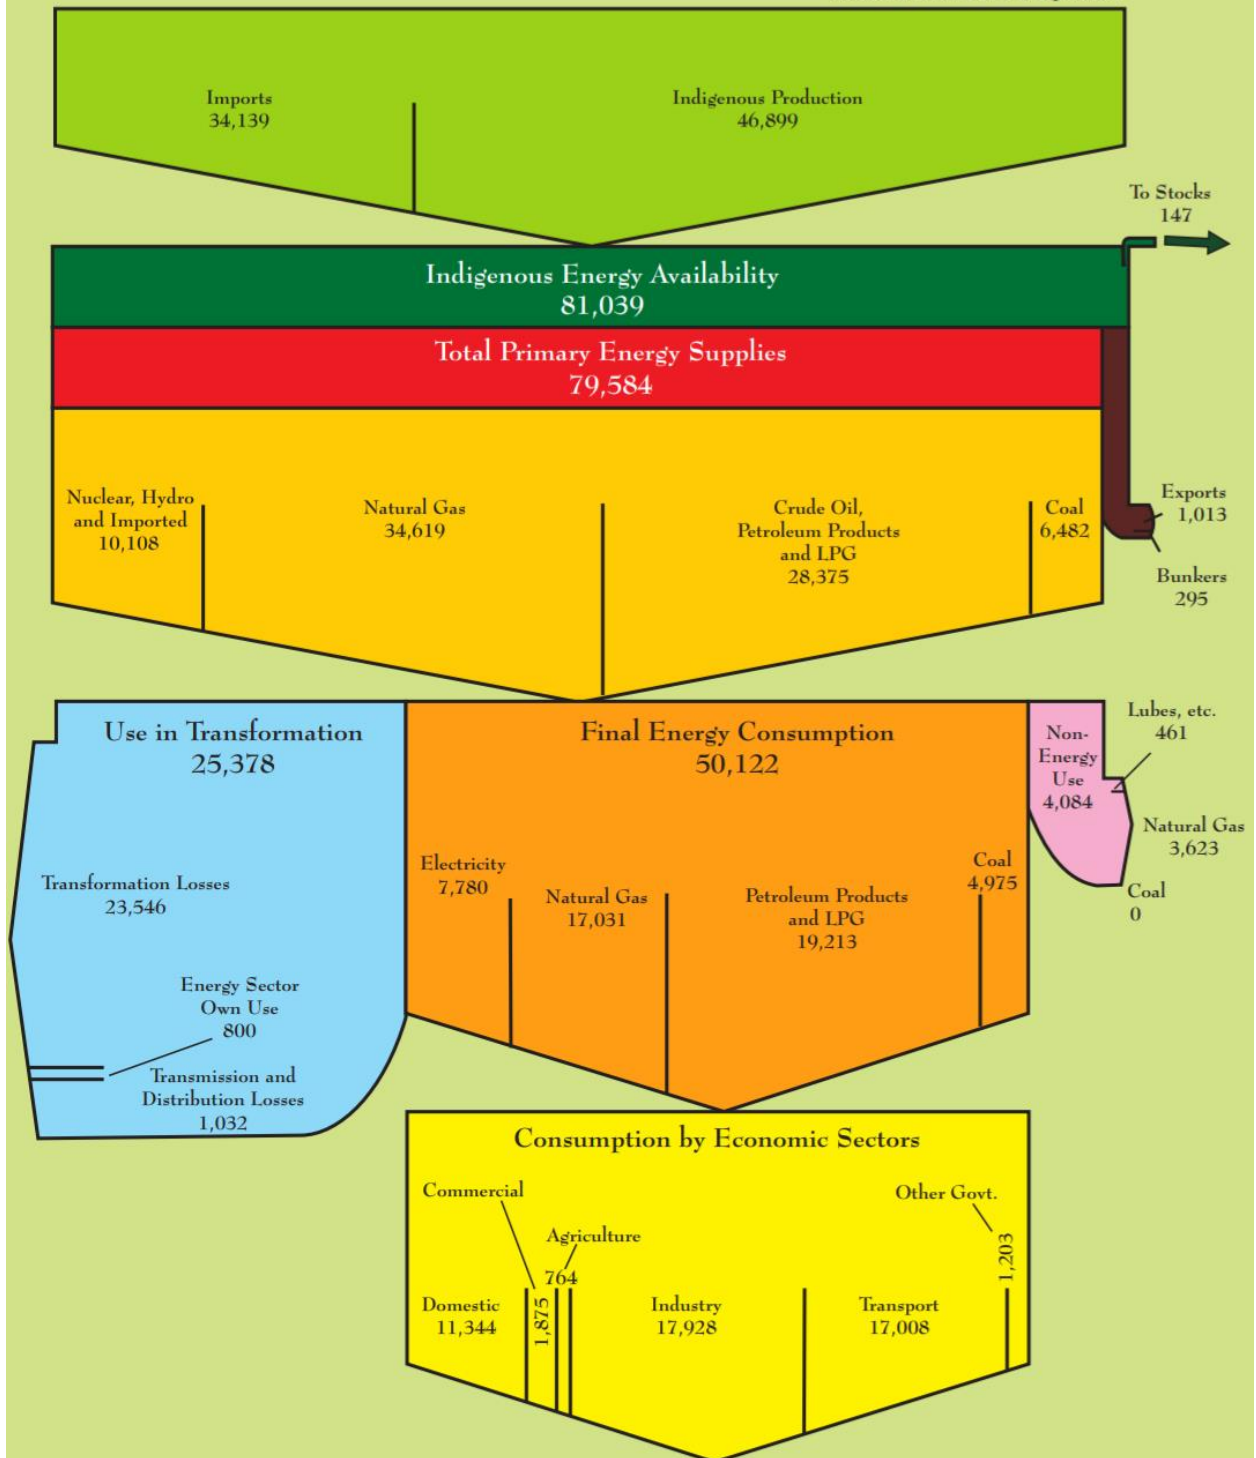 Imports
34,139
Indigenous Production
46,899
To Stocks
147
Indigenous Energy Availability
81,039
Total Primary Energy Supplies
79,584
Nuclear, Hydro
and Imported
10,108
Natural Gas
34,619
Crude Oil,
Petroleum Products
and LPG
28,375
Coal
6,482
Exports
1,013
Bunkers
295
Use in Transformation
25,378
Final Energy Consumption
50,122
Non-
Energy
Use
4,084
Lubes, etc.
461
Natural Gas
3,623
Coal
0
Transformation Losses
23,546
Energy Sector
Own Use
800
Transmission and
Distribution Losses
1,032
Electricity
7,780
Natural Gas
17,031
Petroleum Products
and LPG
19,213
Coal
4,975
Consumption by Economic Sectors
Commercial
1,875
Agriculture
764
Other Govt.
1,203
Domestic
11,344
Industry
17,928
Transport
17,008